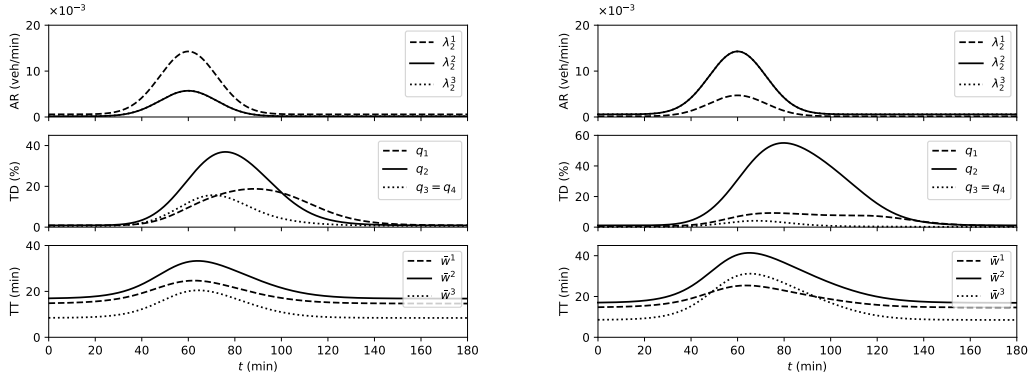 ×10⁻³
20
10
0
AR (veh/min)
λ₂¹
λ₂²
λ₂³
40
20
0
TD (%)
q₁
q₂
q₃ = q₄
40
20
0
TT (min)
w̄¹
w̄²
w̄³
0 20 40 60 80 100 120 140 160 180
t (min)
×10⁻³
20
10
0
AR (veh/min)
λ₂¹
λ₂²
λ₂³
60
40
20
0
TD (%)
q₁
q₂
q₃ = q₄
40
20
0
TT (min)
w̄¹
w̄²
w̄³
0 20 40 60 80 100 120 140 160 180
t (min)